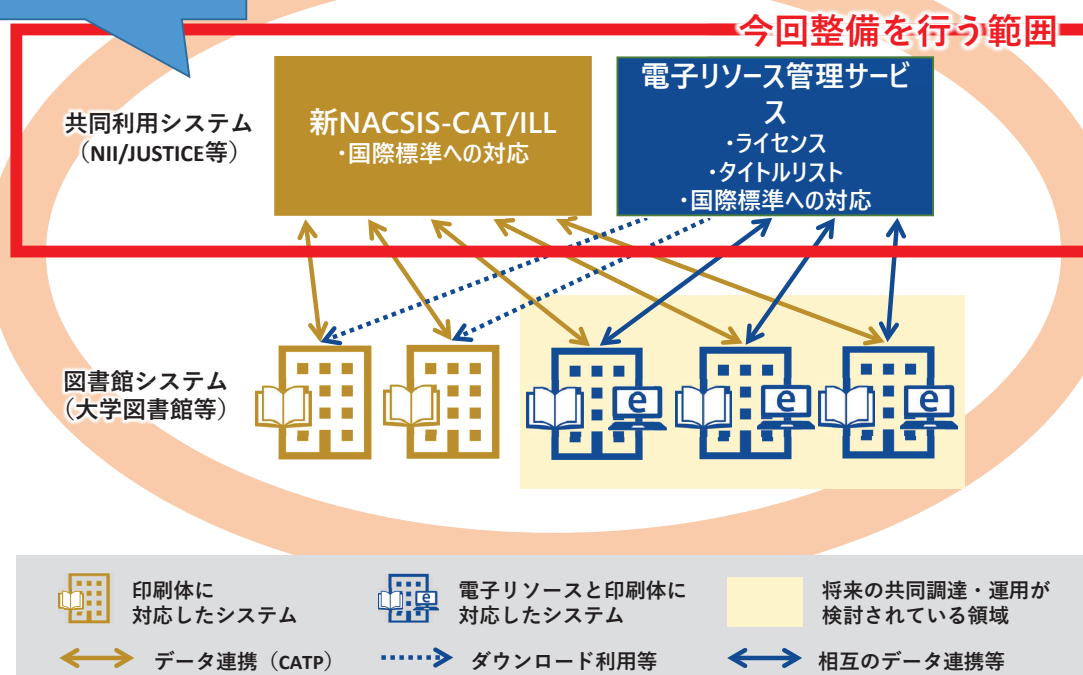 今回整備を行う範囲
共同利用システム
（NII/JUSTICE等）
新NACSIS-CAT/ILL
・国際標準への対応
電子リソース管理サービ
ス
・ライセンス
・タイトルリスト
・国際標準への対応
図書館システム
（大学図書館等）
e
e
e
印刷体に
対応したシステム
e
電子リソースと印刷体に
対応したシステム
将来の共同調達・運用が
検討されている領域
データ連携（CATP）
ダウンロード利用等
相互のデータ連携等